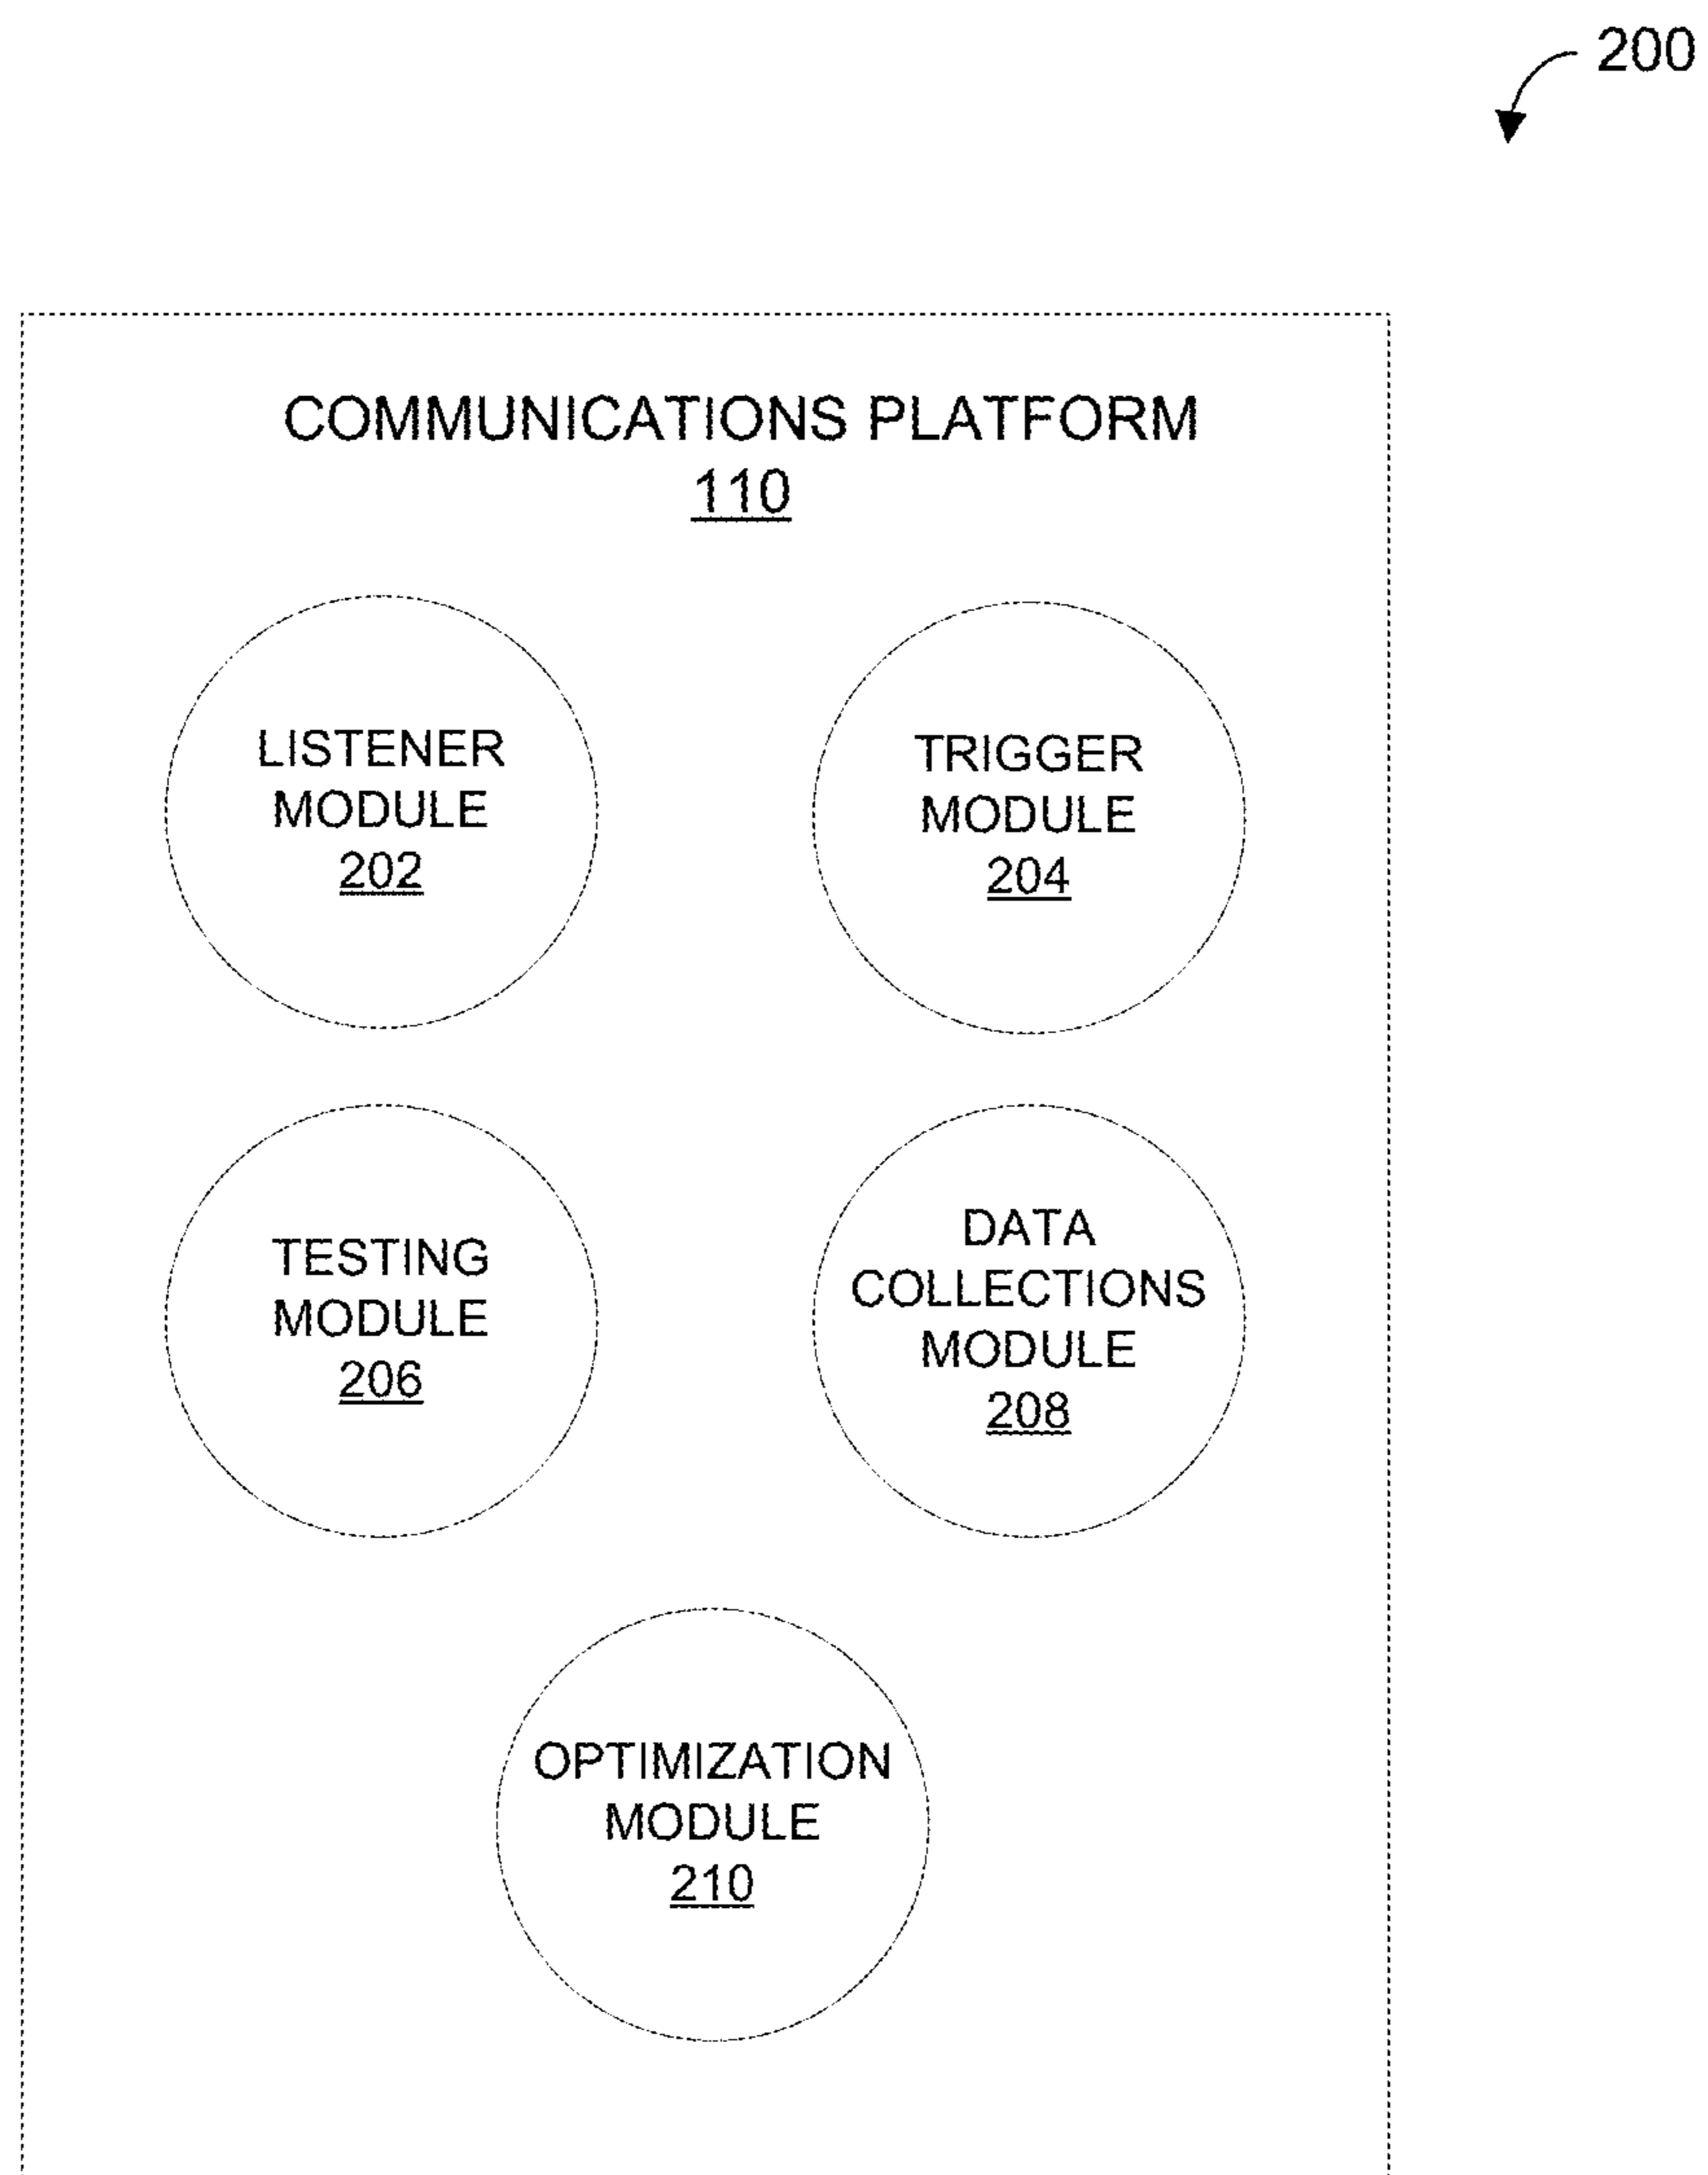 200
COMMUNICATIONS PLATFORM
110
LISTENER
MODULE
202
TRIGGER
MODULE
204
TESTING
MODULE
206
DATA
COLLECTIONS
MODULE
208
OPTIMIZATION
MODULE
210